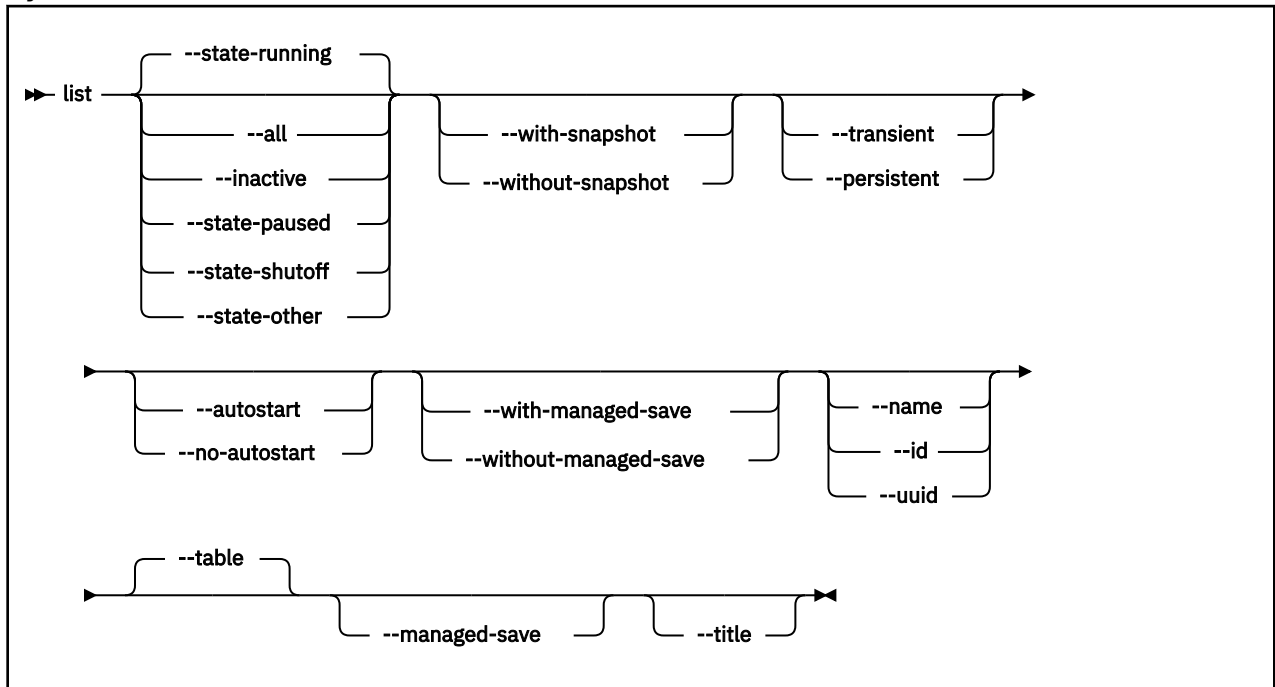 --state-running
list
--all
--inactive
--state-paused
--state-shutoff
--state-other
--with-snapshot
--without-snapshot
--transient
--persistent
--autostart
--no-autostart
--with-managed-save
--without-managed-save
--name
--id
--uuid
--table
--managed-save
--title